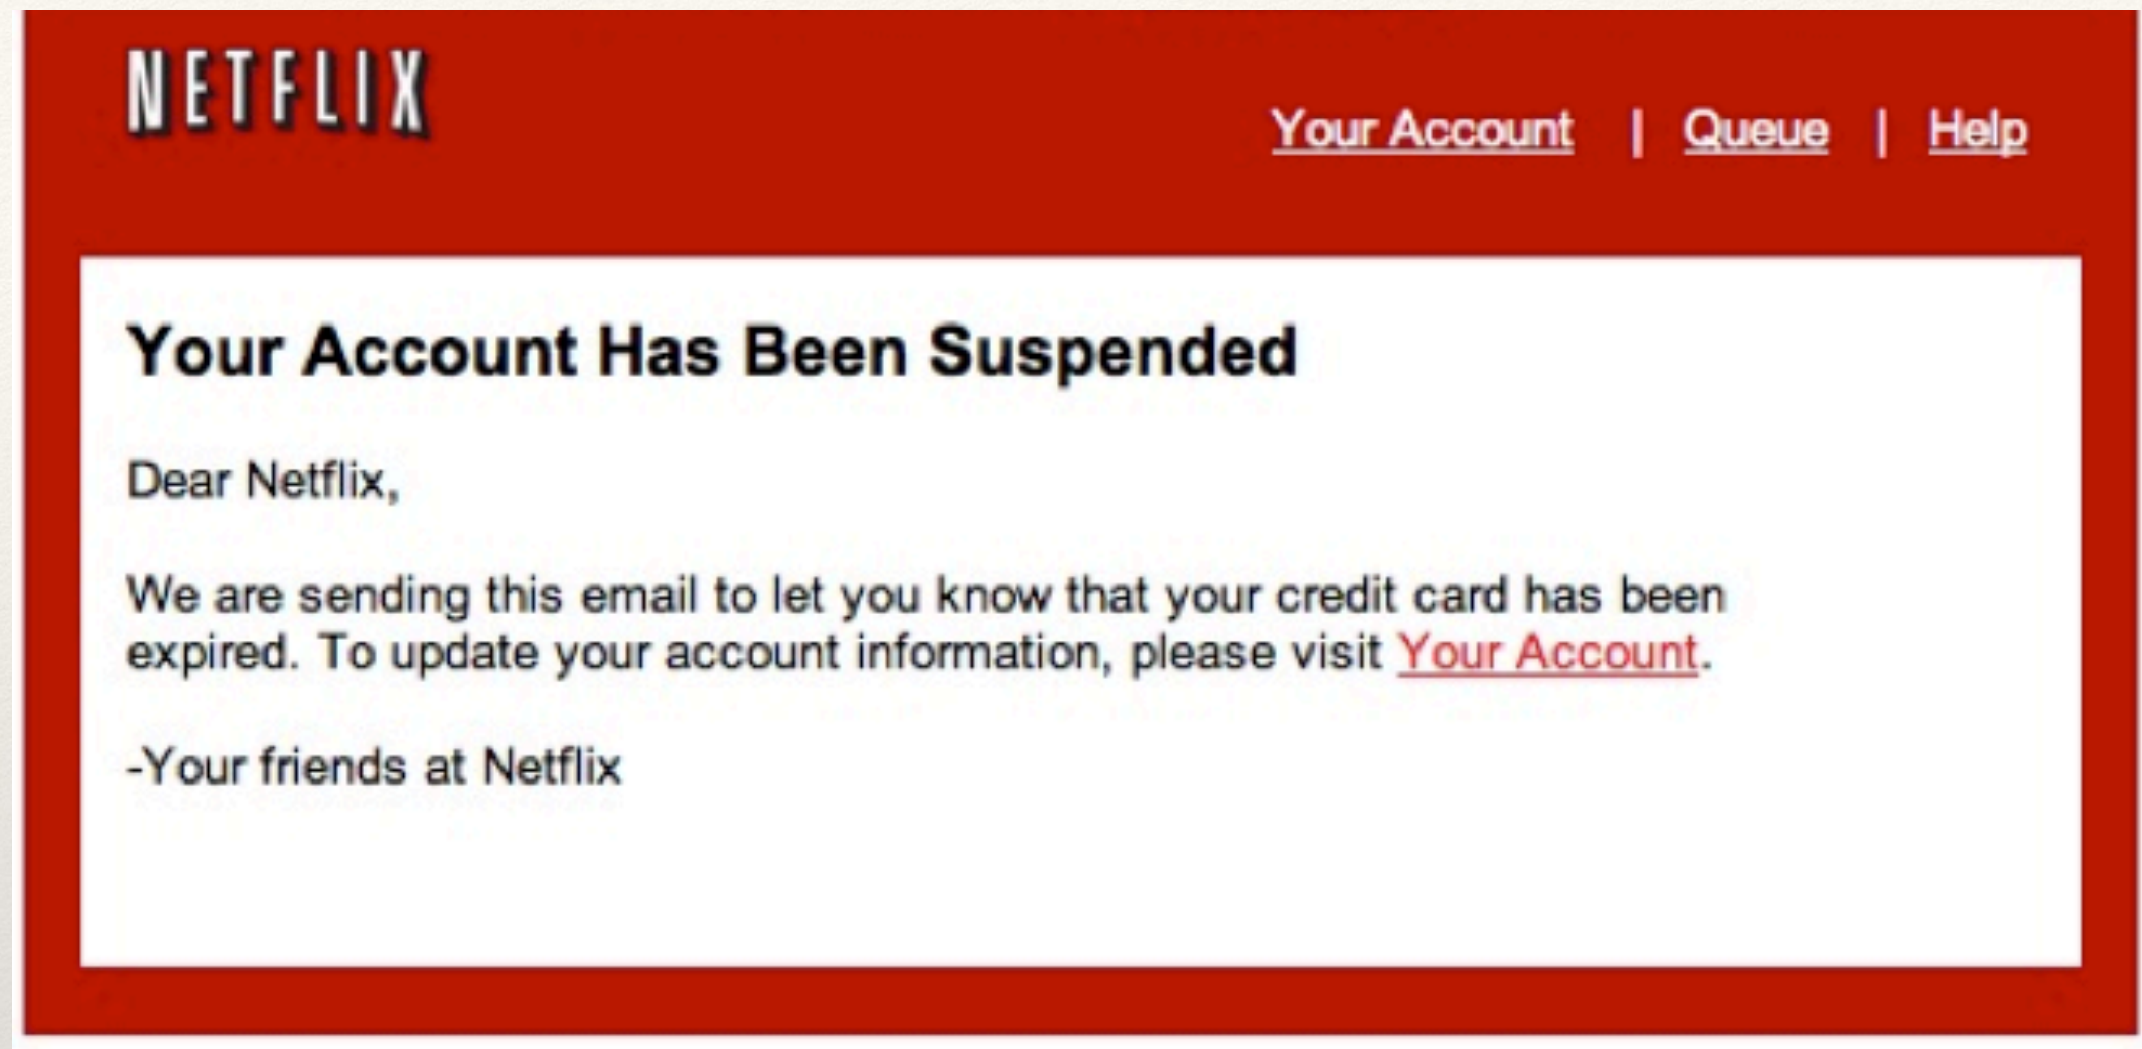 NETFLIX
Your Account | Queue | Help
Your Account Has Been Suspended
Dear Netflix,
We are sending this email to let you know that your credit card has been
expired. To update your account information, please visit Your Account.
-Your friends at Netflix